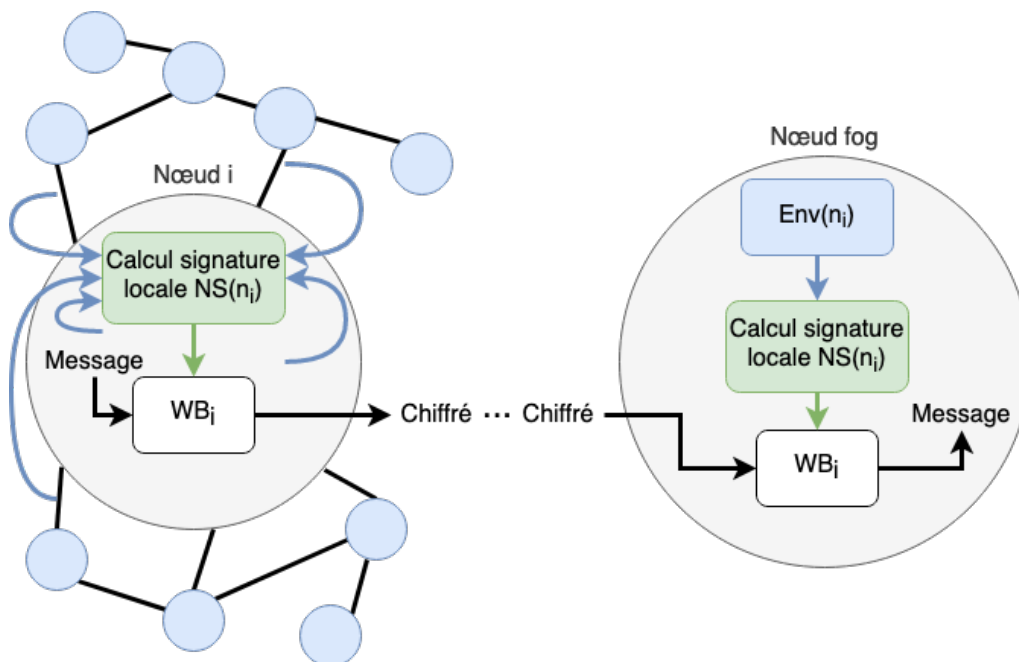 Nœud i
Calcul signature
locale NS(nᵢ)
Message
WBᵢ
Chiffré ··· Chiffré
Nœud fog
Env(nᵢ)
Calcul signature
locale NS(nᵢ)
Message
WBᵢ